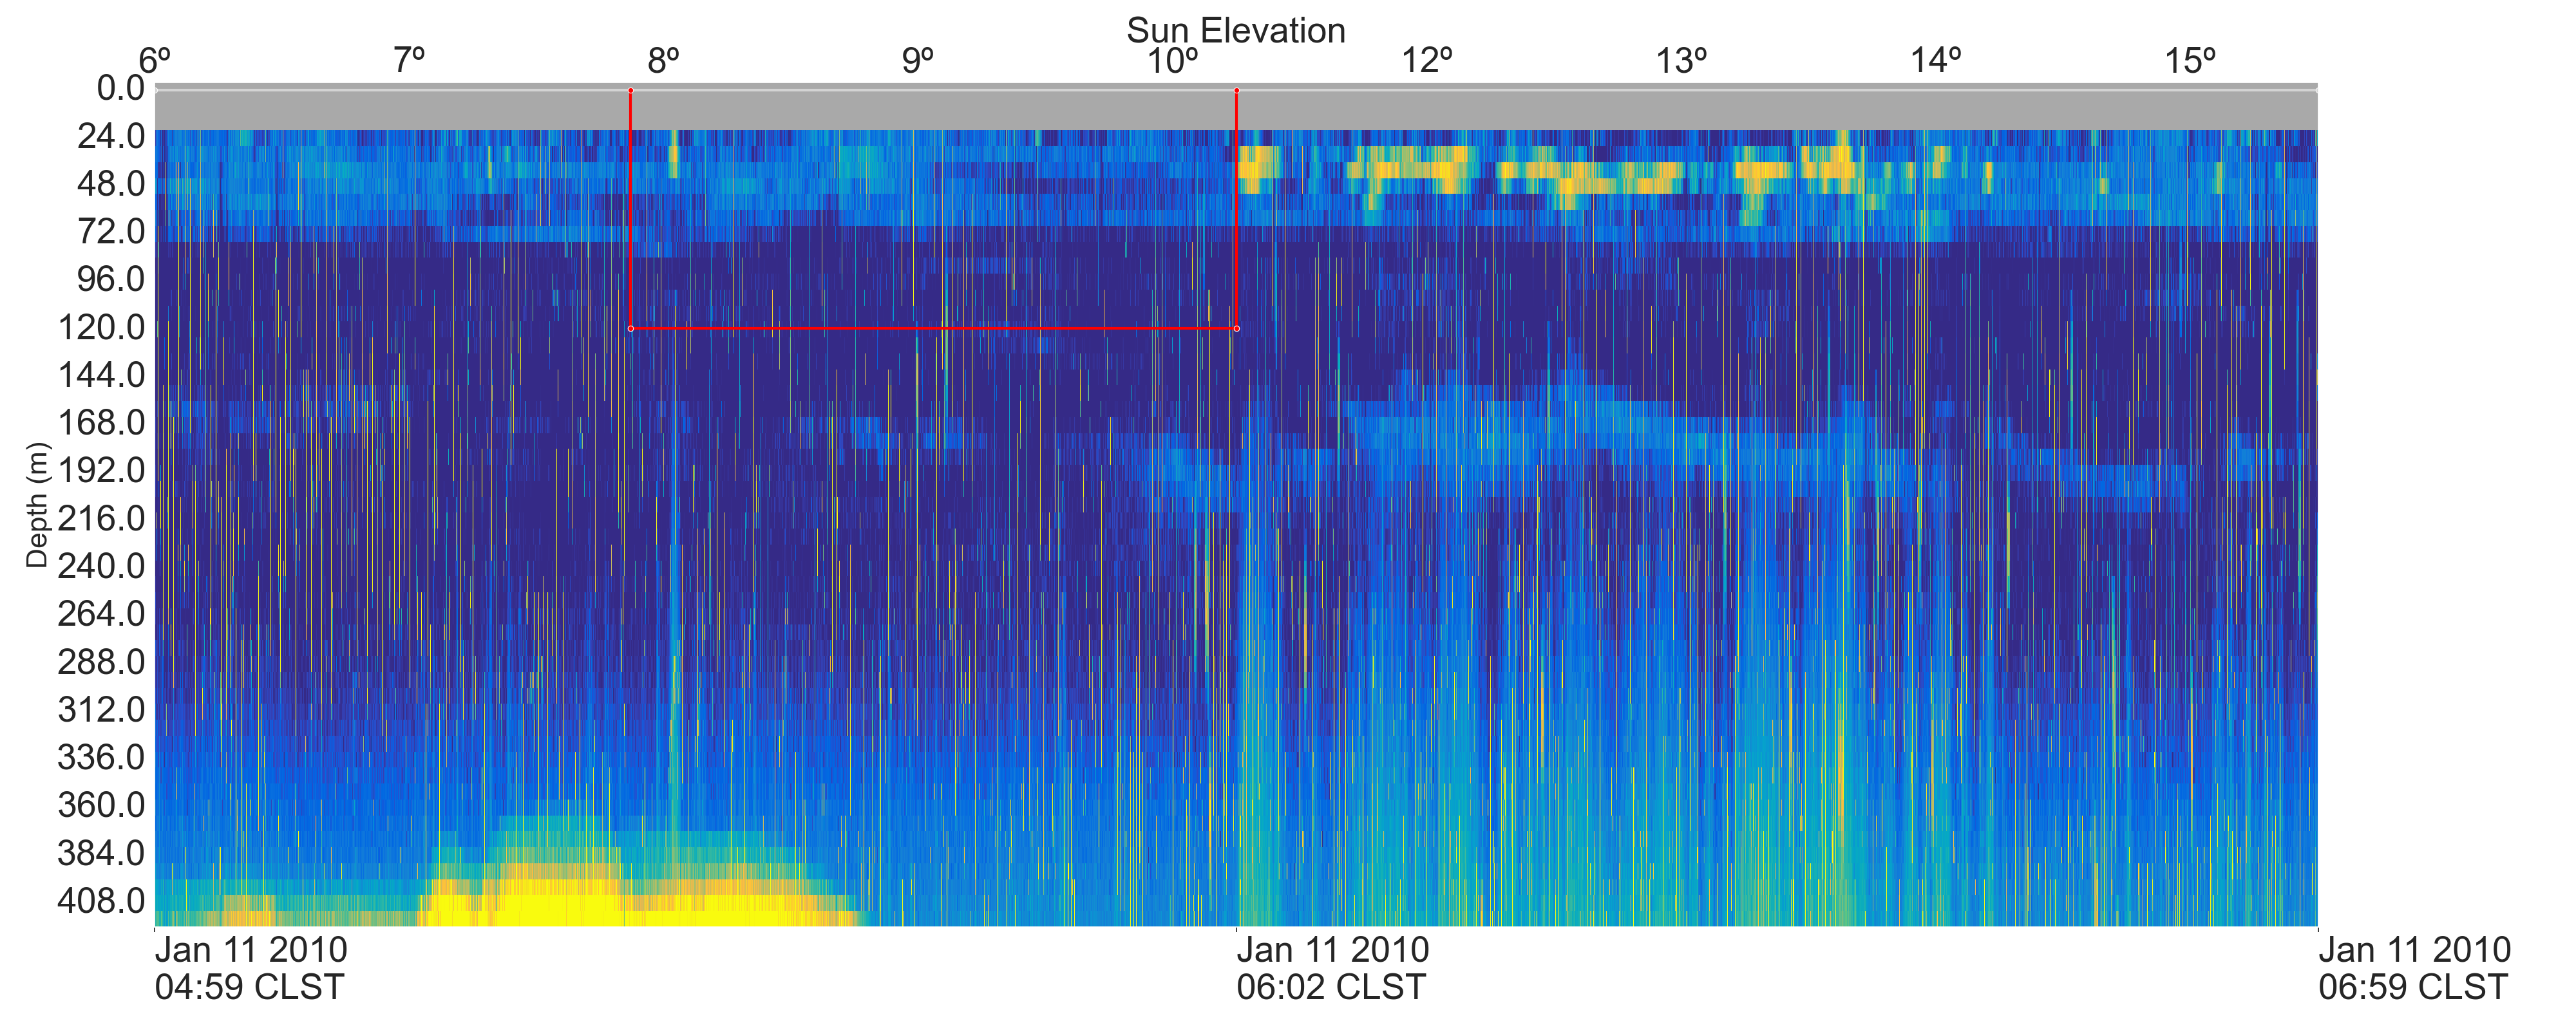 Sun Elevation
6º 7º 8º 9º 10º 12º 13º 14º 15º
0.0
24.0
48.0
72.0
96.0
120.0
144.0
168.0
192.0
216.0
240.0
264.0
288.0
312.0
336.0
360.0
384.0
408.0
Depth (m)
Jan 11 2010
04:59 CLST
Jan 11 2010
06:02 CLST
Jan 11 2010
06:59 CLST